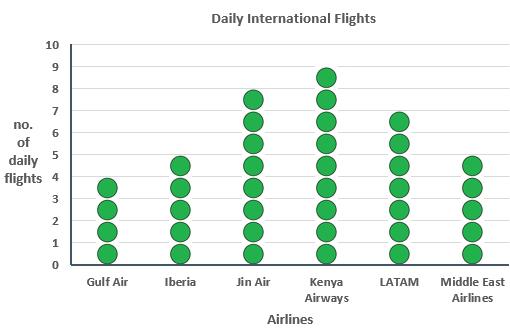 Daily International Flights
10
9
8
7
6
5
4
3
2
1
0
no.
of
daily
flights
Gulf Air
Iberia
Jin Air
Kenya
Airways
LATAM
Middle East
Airlines
Airlines